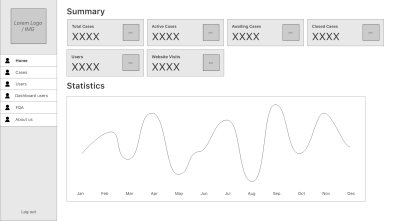 Lorem Logo
/ IMG
Home
Cases
Users
Dashboard users
FQA
About us
Log out
Summary
Total Cases
XXXX
Active Cases
XXXX
Awaiting Cases
XXXX
Closed Cases
XXXX
Users
XXXX
Website Visits
XXXX
Statistics
Jan Feb Mar Apr May Jun Jul Aug Sep Oct Nov Dec